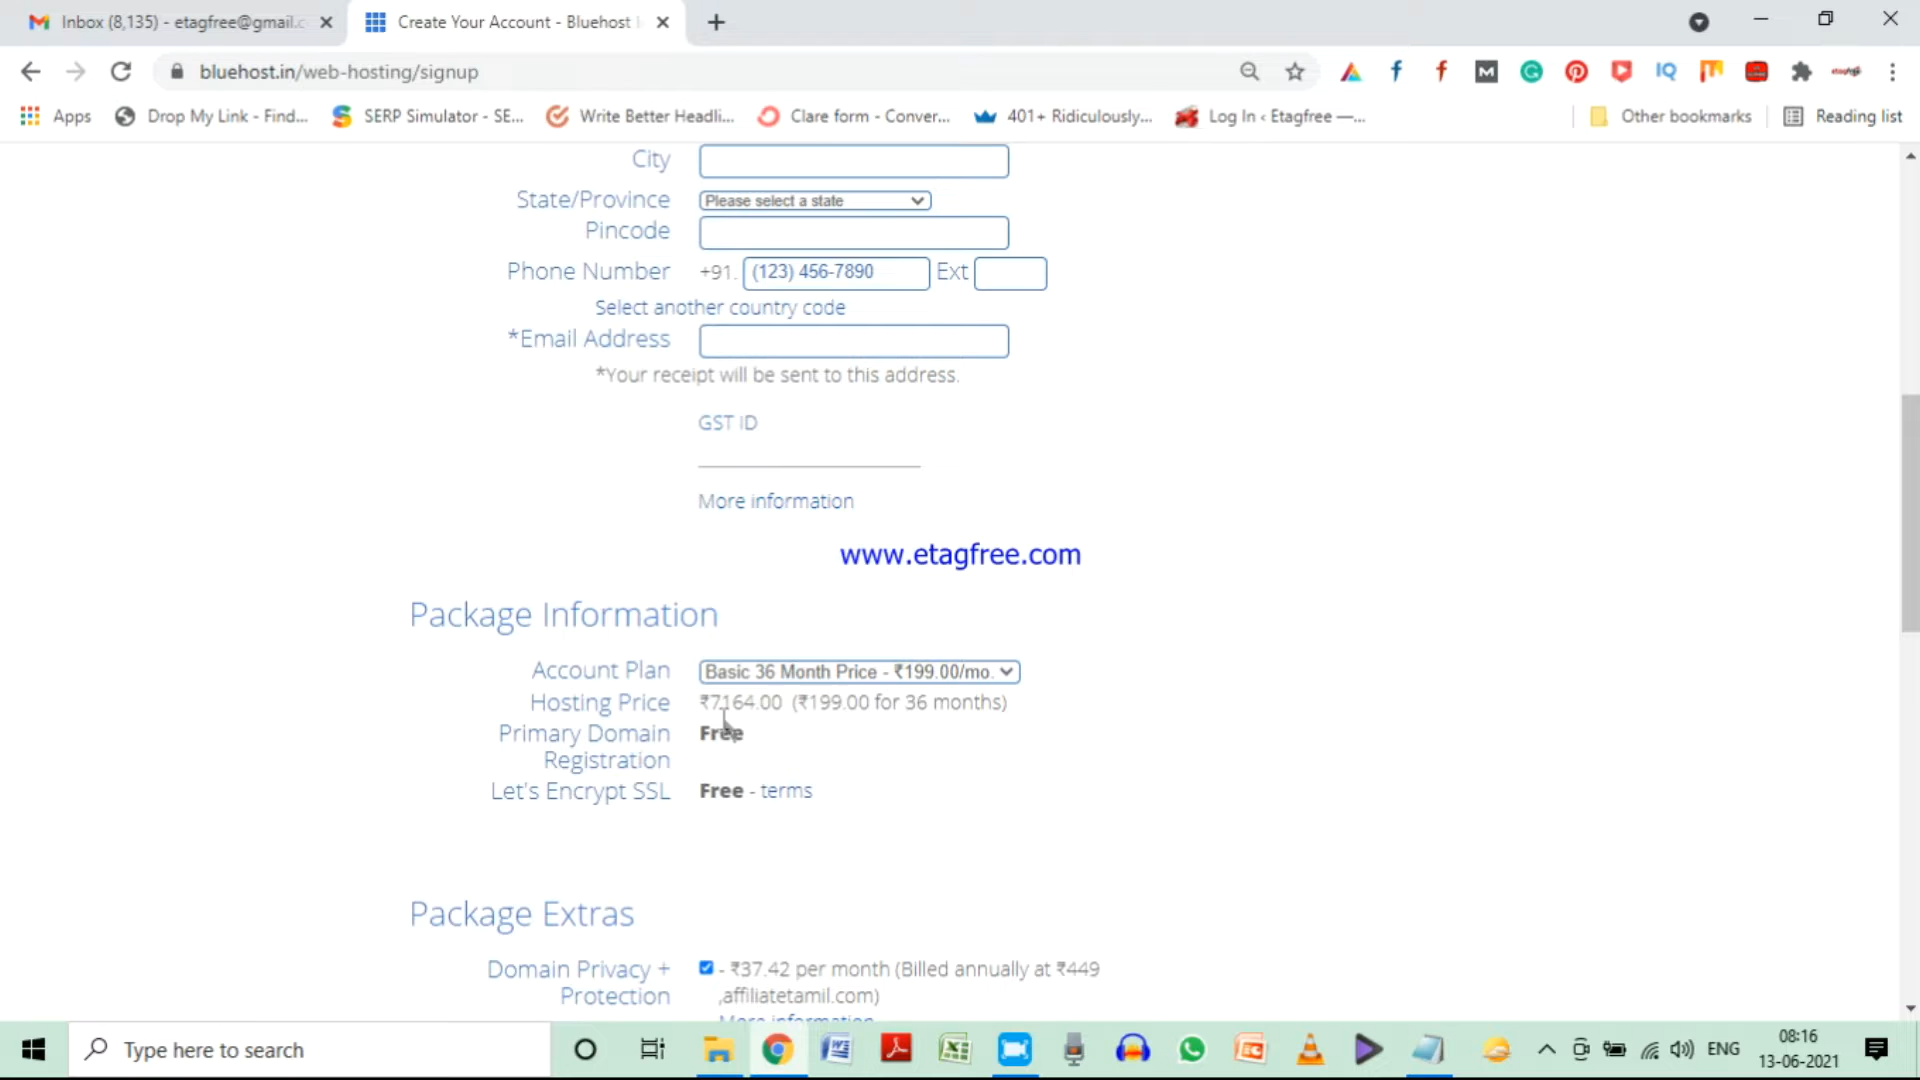 Inbox (8,135) - etagfree@gmail.c
Create Your Account - Bluehost I
bluehost.in/web-hosting/signup
Apps
Drop My Link - Find...
SERP Simulator - SE...
Write Better Headli...
Clare form - Conver...
401+ Ridiculously...
Log In ‹ Etagfree —...
Other bookmarks
Reading list
City
State/Province
Please select a state
Pincode
Phone Number
+91.
(123) 456-7890
Ext
Select another country code
*Email Address
*Your receipt will be sent to this address.
GST ID
More information
www.etagfree.com
Package Information
Account Plan
Basic 36 Month Price - ₹199.00/mo.
Hosting Price
₹7164.00 (₹199.00 for 36 months)
Primary Domain
Registration
Free
Let's Encrypt SSL
Free - terms
Package Extras
Domain Privacy +
Protection
- ₹37.42 per month (Billed annually at ₹449
,affiliatetamil.com)
More information
Type here to search
ENG
08:16
13-06-2021